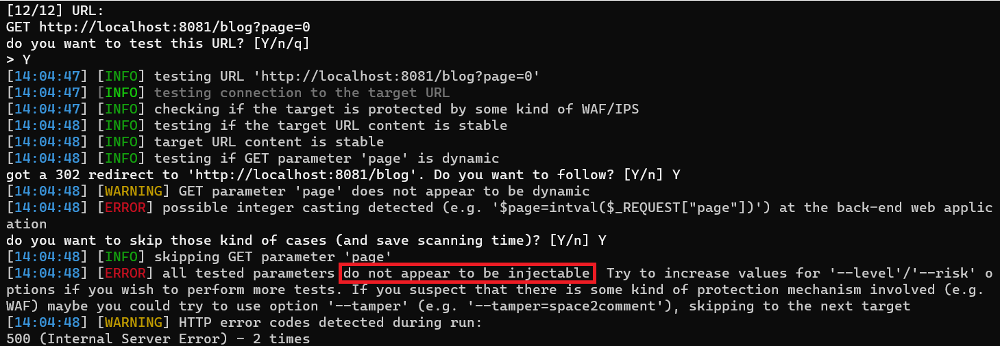 [12/12] URL:
GET http://localhost:8081/blog?page=0
do you want to test this URL? [Y/n/q]
> Y
[14:04:47] [INFO] testing URL 'http://localhost:8081/blog?page=0'
[14:04:47] [INFO] testing connection to the target URL
[14:04:47] [INFO] checking if the target is protected by some kind of WAF/IPS
[14:04:48] [INFO] testing if the target URL content is stable
[14:04:48] [INFO] target URL content is stable
[14:04:48] [INFO] testing if GET parameter 'page' is dynamic
got a 302 redirect to 'http://localhost:8081/blog'. Do you want to follow? [Y/n] Y
[14:04:48] [WARNING] GET parameter 'page' does not appear to be dynamic
[14:04:48] [ERROR] possible integer casting detected (e.g. '$page=intval($_REQUEST["page"])') at the back-end web applic
ation
do you want to skip those kind of cases (and save scanning time)? [Y/n] Y
[14:04:48] [INFO] skipping GET parameter 'page'
[14:04:48] [ERROR] all tested parameters do not appear to be injectable Try to increase values for '--level'/'--risk' o
ptions if you wish to perform more tests. If you suspect that there is some kind of protection mechanism involved (e.g.
WAF) maybe you could try to use option '--tamper' (e.g. '--tamper=space2comment'), skipping to the next target
[14:04:48] [WARNING] HTTP error codes detected during run:
500 (Internal Server Error) - 2 times